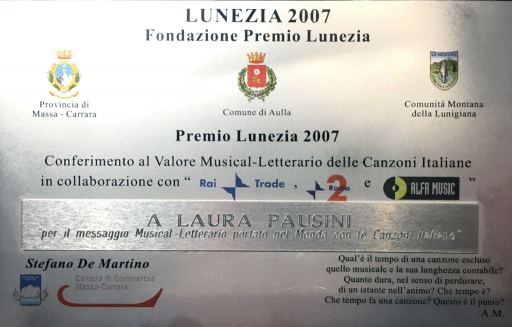 LUNEZIA 2007
Fondazione Premio Lunezia
Provincia di
Massa - Carrara
Comune di Aulla
Comunità Montana
della Lunigiana
Premio Lunezia 2007
Conferimento al Valore Musical-Letterario delle Canzoni Italiane
in collaborazione con “ Rai Trade , Radio 2 e ALFA MUSIC ”
A LAURA PAUSINI
"per il messaggio Musical-Letterario portato nel Mondo con le Canzoni Italiane"
Stefano De Martino
Camera di Commercio
Massa-Carrara
Qual’è il tempo di una canzone escluso
quello musicale e la sua lunghezza contabile?
Quanto dura, nel senso di perdurare,
di un istante nell’animo? Che tempo è?
Che tempo fa una canzone? Questo è il punto?
A.M.